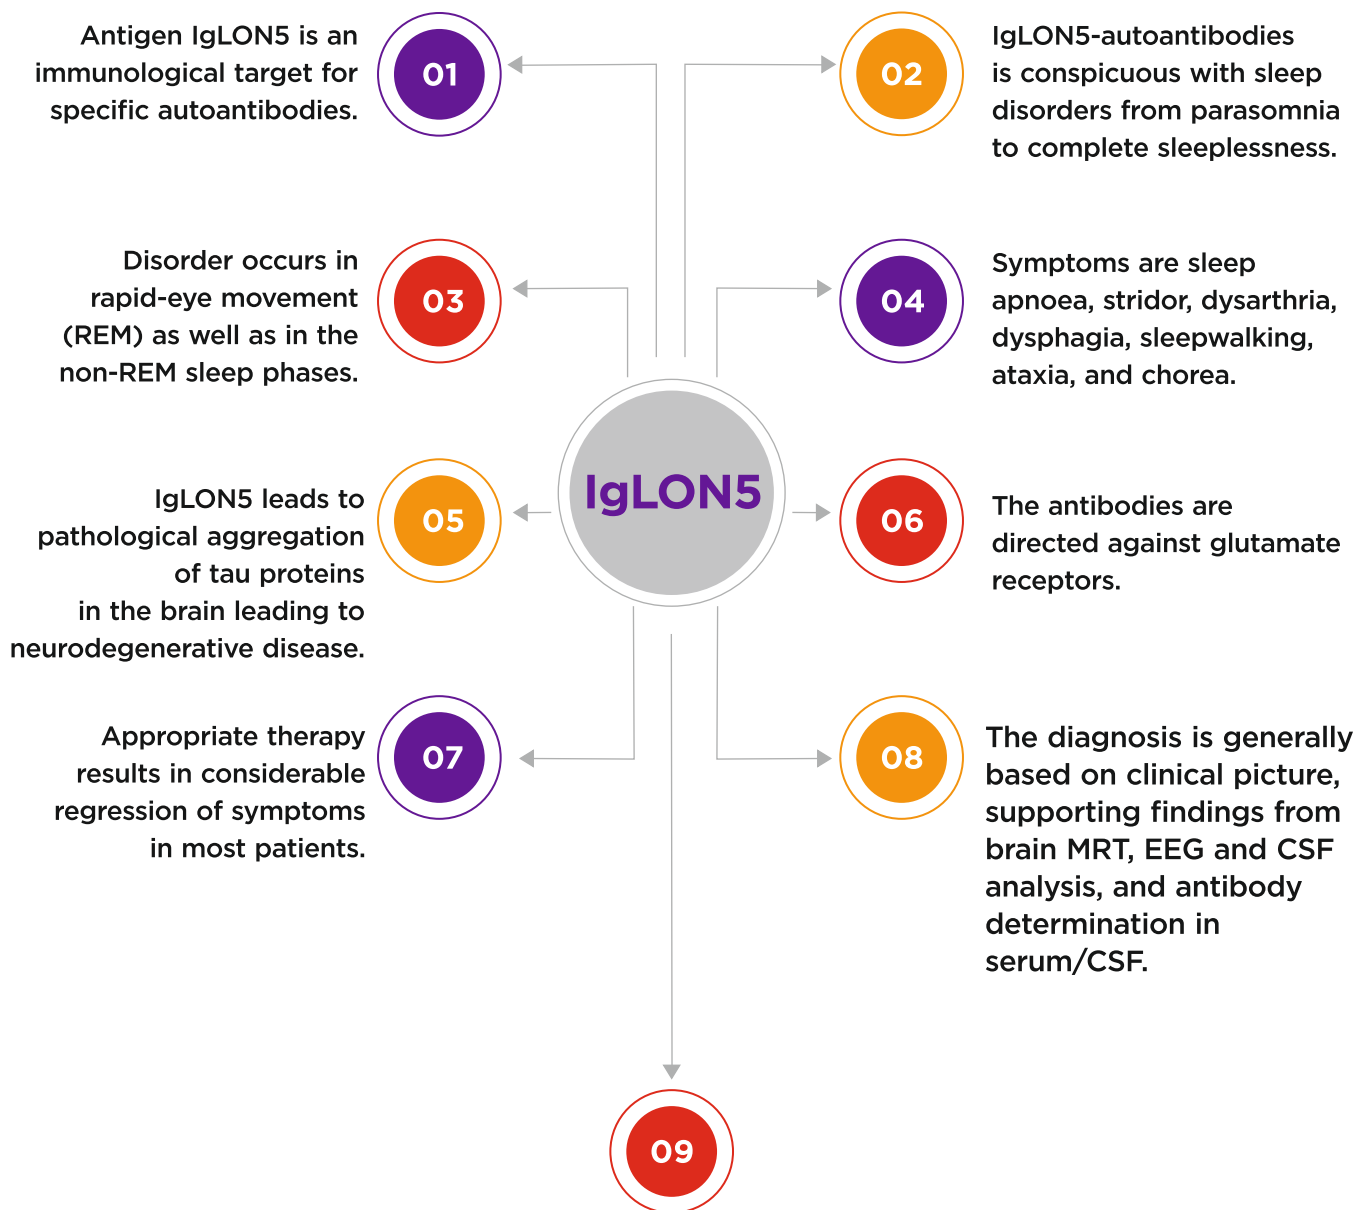 Antigen IgLON5 is an
immunological target for
specific autoantibodies.
01
02
IgLON5-autoantibodies
is conspicuous with sleep
disorders from parasomnia
to complete sleeplessness.
Disorder occurs in
rapid-eye movement
(REM) as well as in the
non-REM sleep phases.
03
04
Symptoms are sleep
apnoea, stridor, dysarthria,
dysphagia, sleepwalking,
ataxia, and chorea.
IgLON5
IgLON5 leads to
pathological aggregation
of tau proteins
in the brain leading to
neurodegenerative disease.
05
06
The antibodies are
directed against glutamate
receptors.
Appropriate therapy
results in considerable
regression of symptoms
in most patients.
07
08
The diagnosis is generally
based on clinical picture,
supporting findings from
brain MRT, EEG and CSF
analysis, and antibody
determination in
serum/CSF.
09